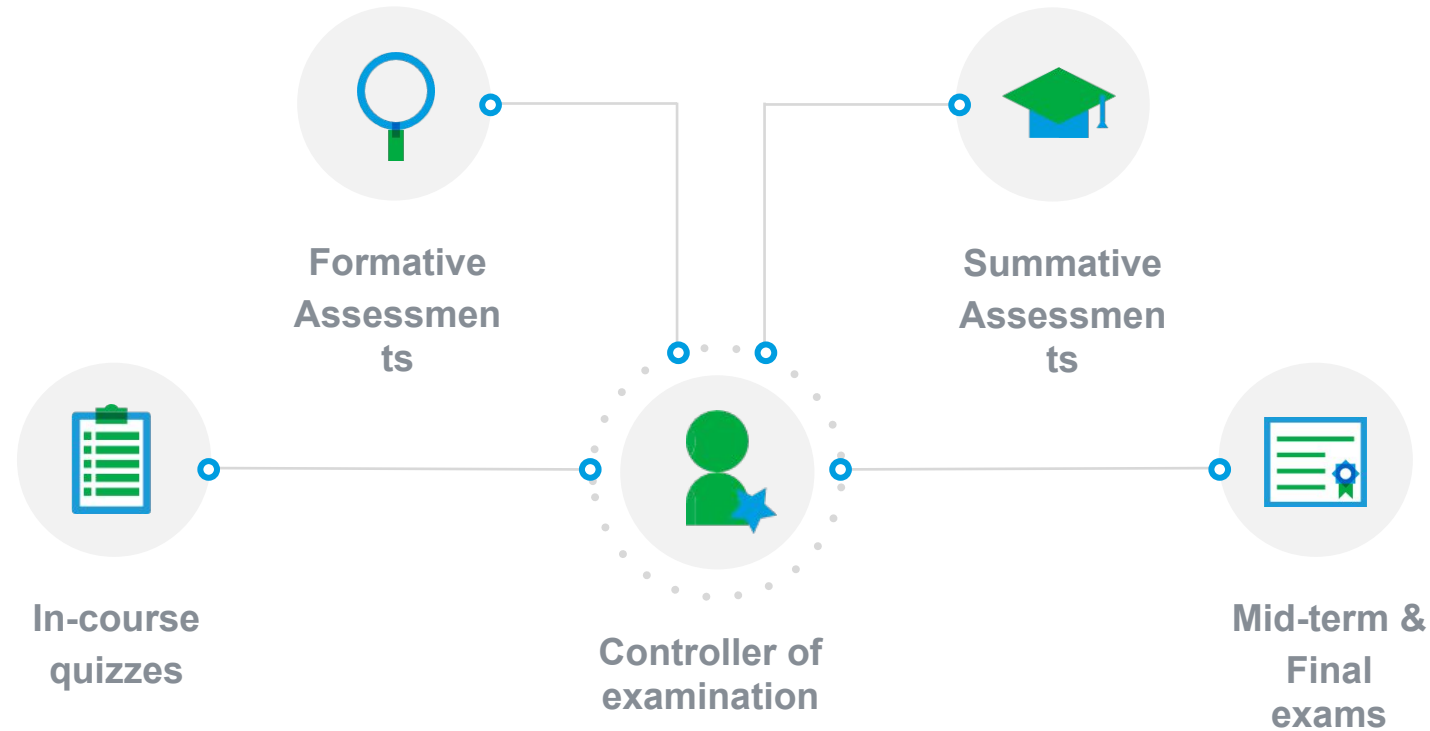 Formative
Assessmen
ts
Summative
Assessmen
ts
In-course
quizzes
Controller of
examination
Mid-term &
Final
exams